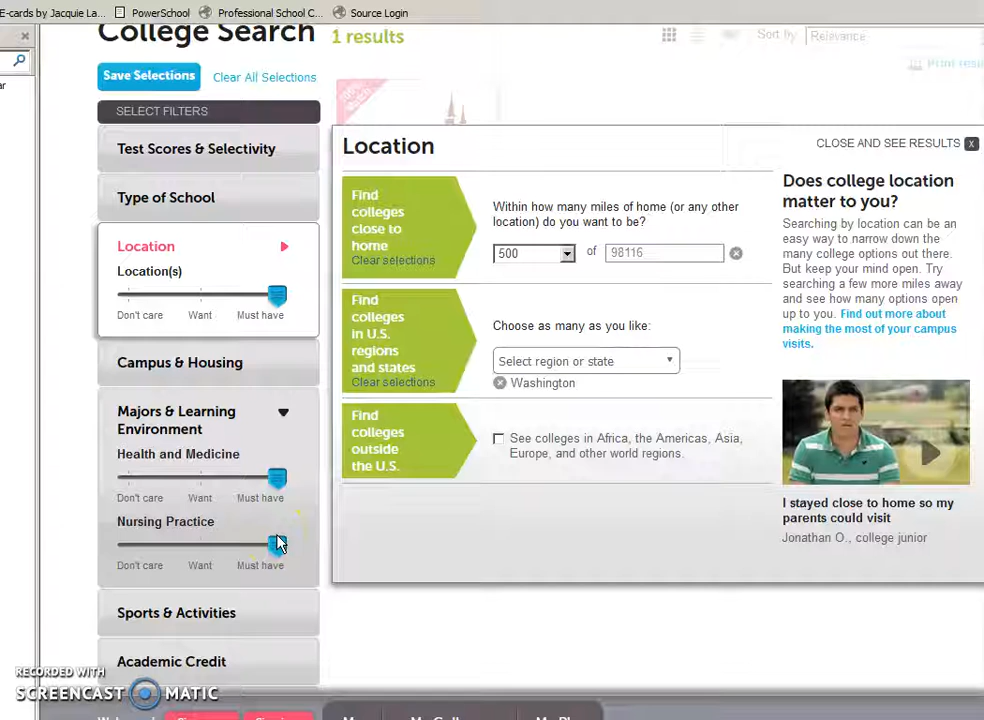 E-cards by Jacquie La... PowerSchool Professional School C... Source Login
College Search
1 results
Sort by Relevance
Save Selections Clear All Selections
Print resu
SELECT FILTERS
Test Scores & Selectivity
Type of School
Location
Location(s)
Don't care Want Must have
Campus & Housing
Majors & Learning
Environment
Health and Medicine
Don't care Want Must have
Nursing Practice
Don't care Want Must have
Sports & Activities
Academic Credit
Location
CLOSE AND SEE RESULTS X
Find
colleges
close to
home
Clear selections
Within how many miles of home (or any other
location) do you want to be?
500 of 98116
Find
colleges
in U.S.
regions
and states
Clear selections
Choose as many as you like:
Select region or state
Washington
Find
colleges
outside
the U.S.
See colleges in Africa, the Americas, Asia,
Europe, and other world regions.
Does college location
matter to you?
Searching by location can be
an easy way to narrow down the
many college options out there.
But keep your mind open. Try
searching a few more miles away
and see how many options open
up to you. Find out more about
making the most of your campus
visits.
I stayed close to home so my
parents could visit
Jonathan O., college junior
RECORDED WITH
SCREENCAST MATIC